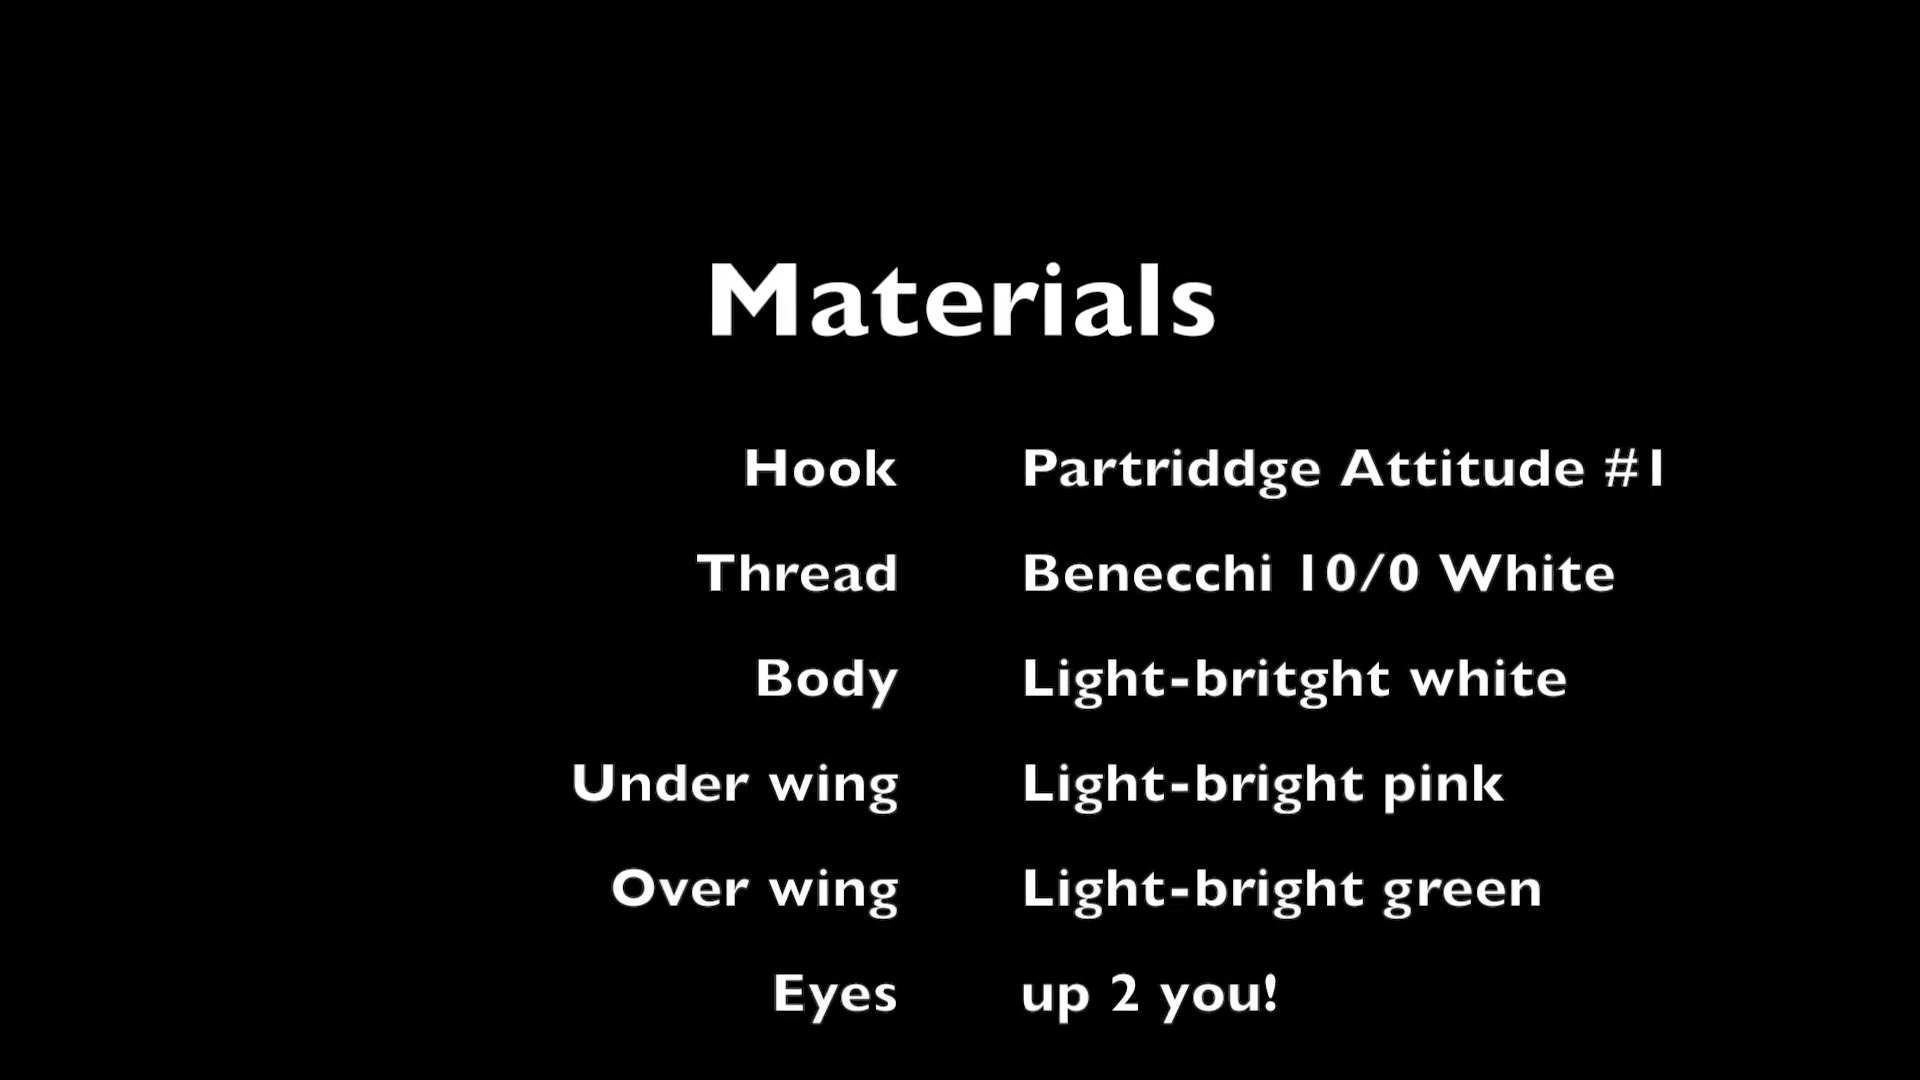 Materials
Hook Partriddge Attitude #1
Thread Benecchi 10/0 White
Body Light-britght white
Under wing Light-bright pink
Over wing Light-bright green
Eyes up 2 you!